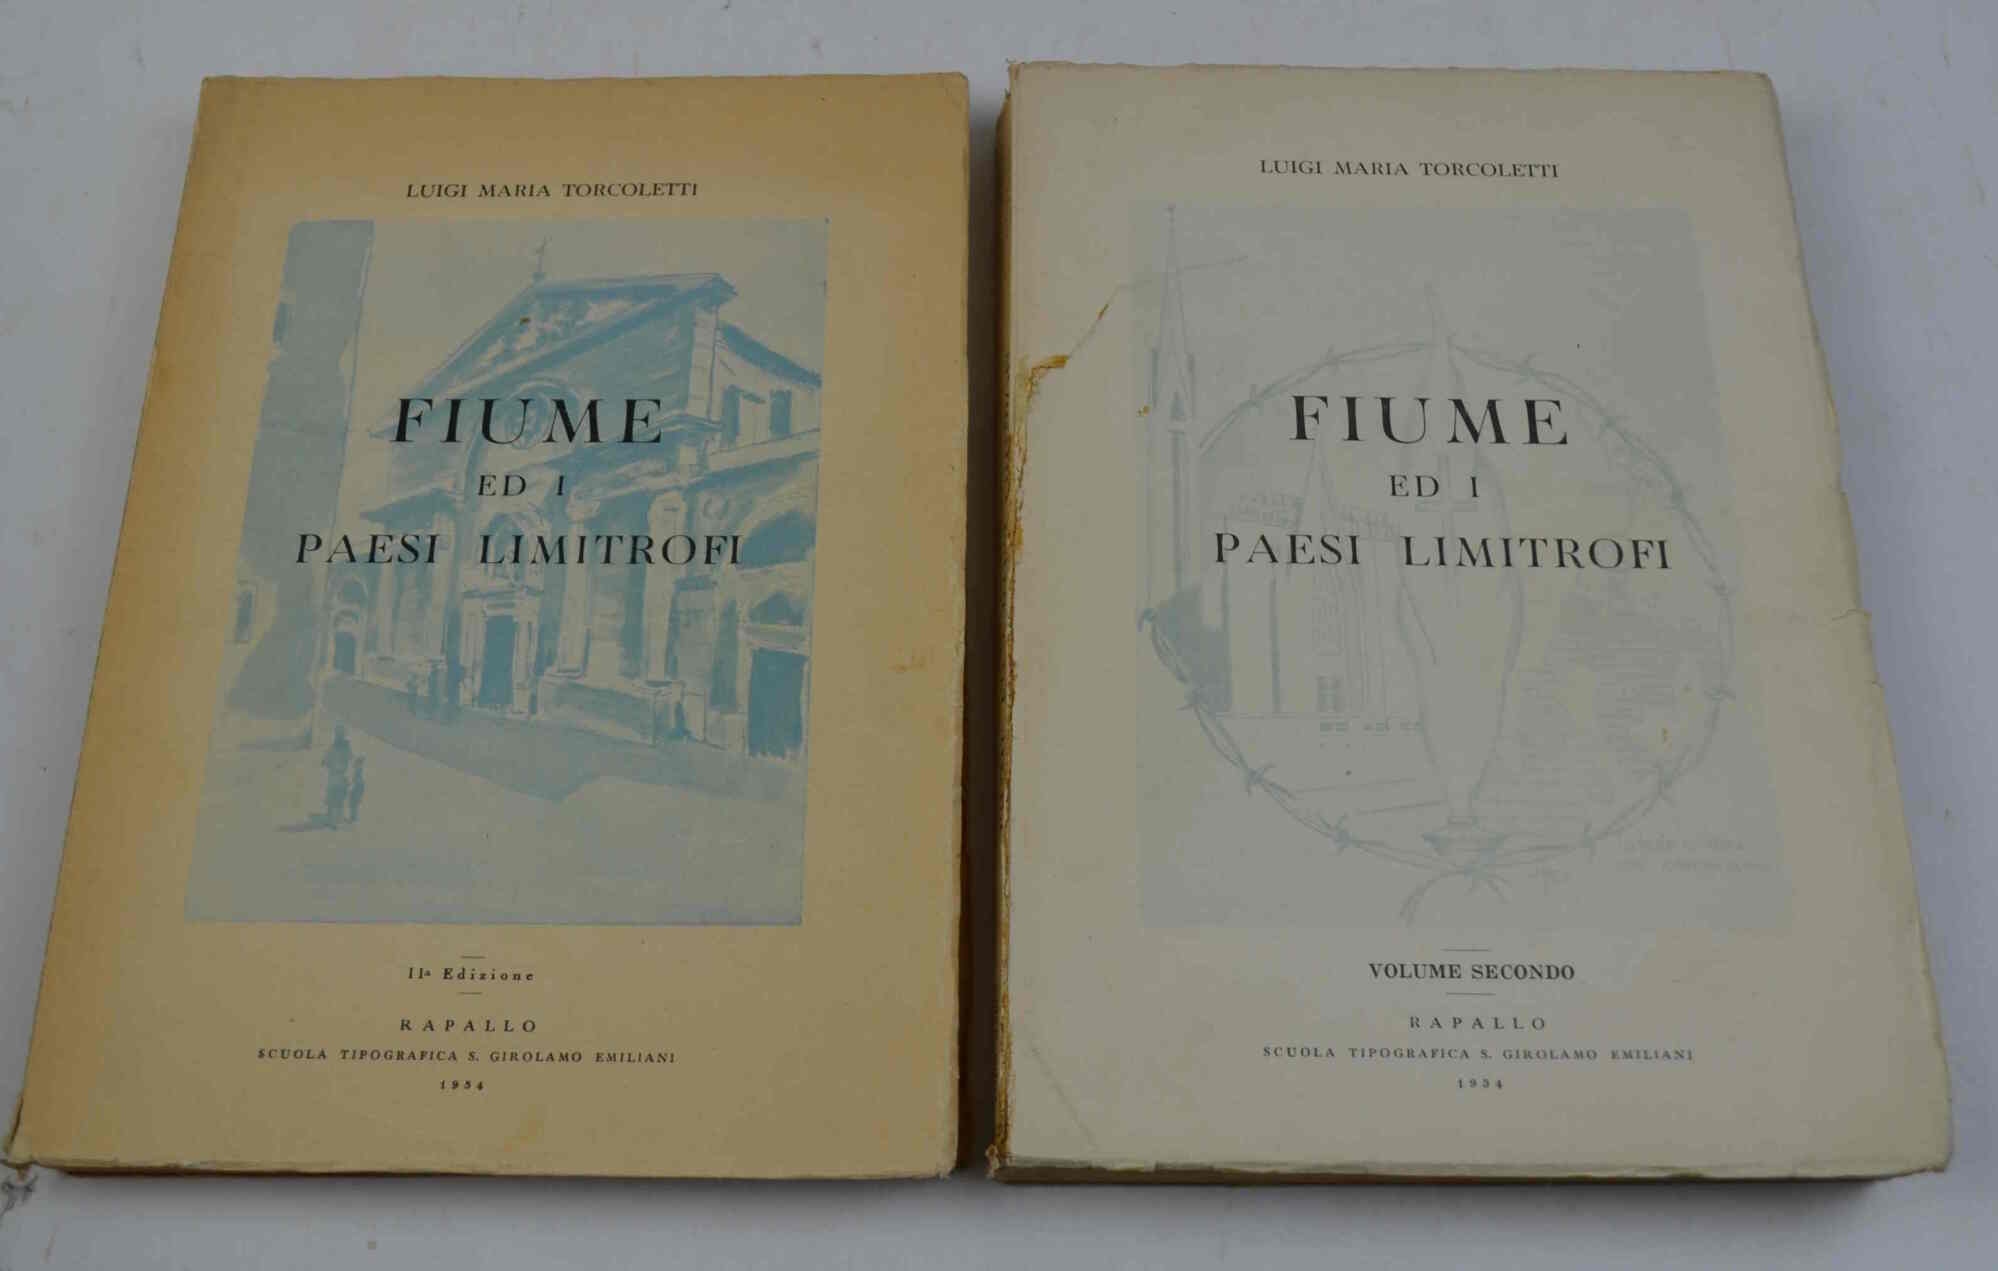 LUIGI MARIA TORCOLETTI
FIUME
ED I
PAESI LIMITROFI
IIª Edizione
RAPALLO
SCUOLA TIPOGRAFICA S. GIROLAMO EMILIANI
1954
LUIGI MARIA TORCOLETTI
FIUME
ED I
PAESI LIMITROFI
VOLUME SECONDO
RAPALLO
SCUOLA TIPOGRAFICA S. GIROLAMO EMILIANI
1954